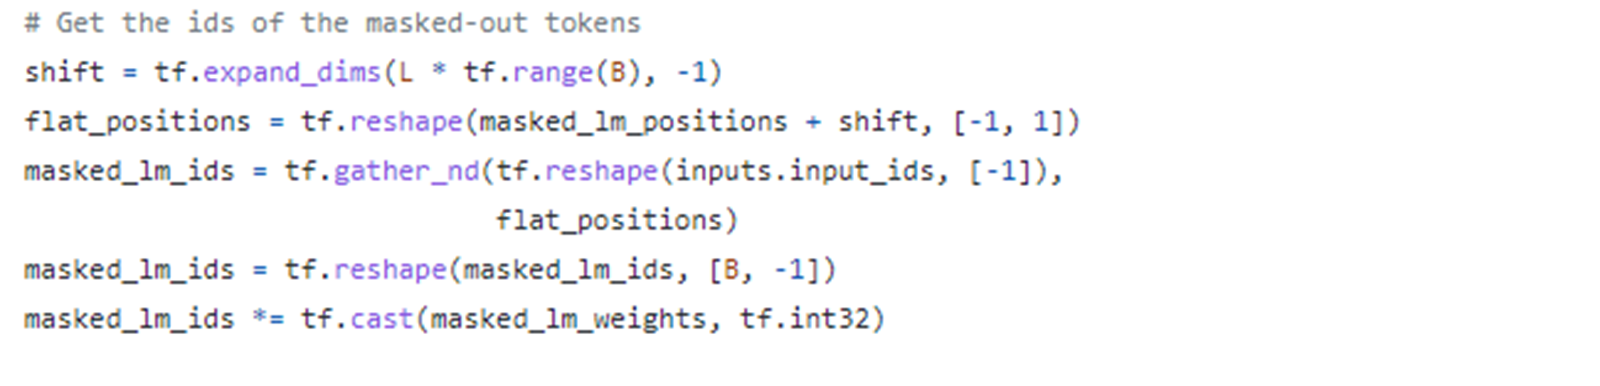 # Get the ids of the masked-out tokens
shift = tf.expand_dims(L * tf.range(B), -1)
flat_positions = tf.reshape(masked_lm_positions + shift, [-1, 1])
masked_lm_ids = tf.gather_nd(tf.reshape(inputs.input_ids, [-1]),
                             flat_positions)
masked_lm_ids = tf.reshape(masked_lm_ids, [B, -1])
masked_lm_ids *= tf.cast(masked_lm_weights, tf.int32)